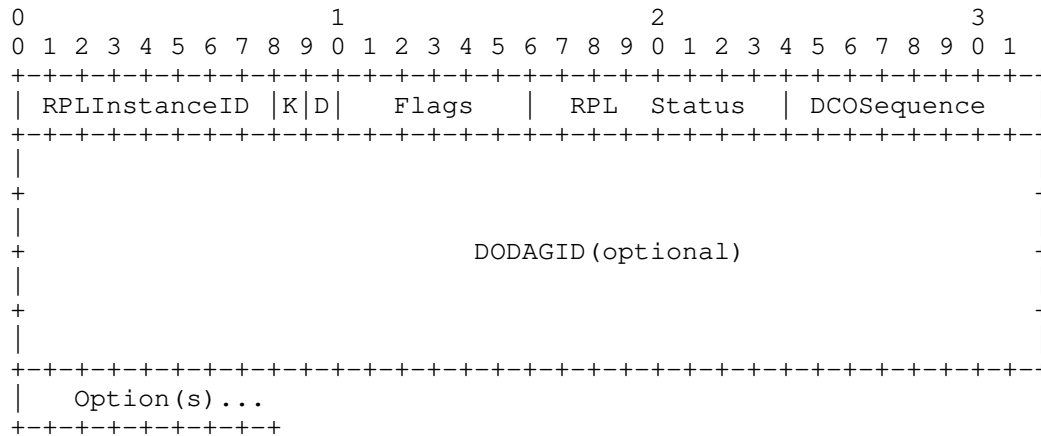 0                   1                   2                   3
0 1 2 3 4 5 6 7 8 9 0 1 2 3 4 5 6 7 8 9 0 1 2 3 4 5 6 7 8 9 0 1
+-+-+-+-+-+-+-+-+-+-+-+-+-+-+-+-+-+-+-+-+-+-+-+-+-+-+-+-+-+-+-+--
| RPLInstanceID |K|D|   Flags   |  RPL  Status  | DCOSequence
+-+-+-+-+-+-+-+-+-+-+-+-+-+-+-+-+-+-+-+-+-+-+-+-+-+-+-+-+-+-+-+--
|
+                                                               -
|
+                            DODAGID(optional)                  -
|
+                                                               -
|
+-+-+-+-+-+-+-+-+-+-+-+-+-+-+-+-+-+-+-+-+-+-+-+-+-+-+-+-+-+-+-+--
|   Option(s)...
+-+-+-+-+-+-+-+-+